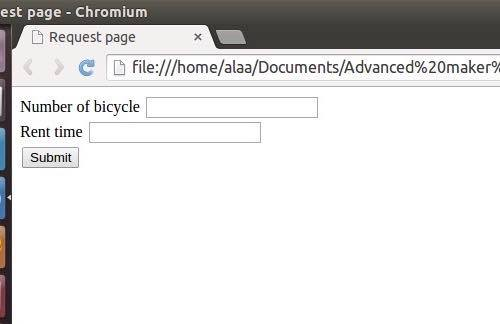 est page - Chromium
Request page
file:///home/alaa/Documents/Advanced%20maker%
Number of bicycle
Rent time
Submit